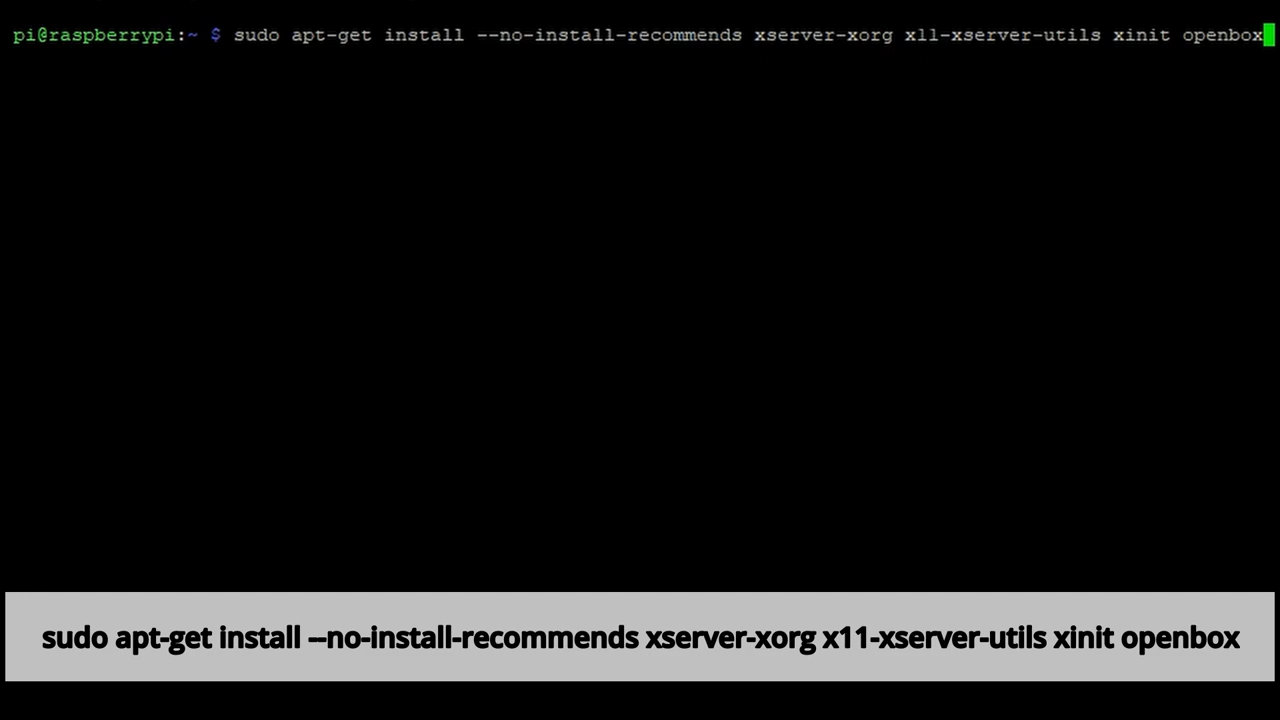 pi@raspberrypi:~ $ sudo apt-get install --no-install-recommends xserver-xorg x11-xserver-utils xinit openbox
sudo apt-get install --no-install-recommends xserver-xorg x11-xserver-utils xinit openbox